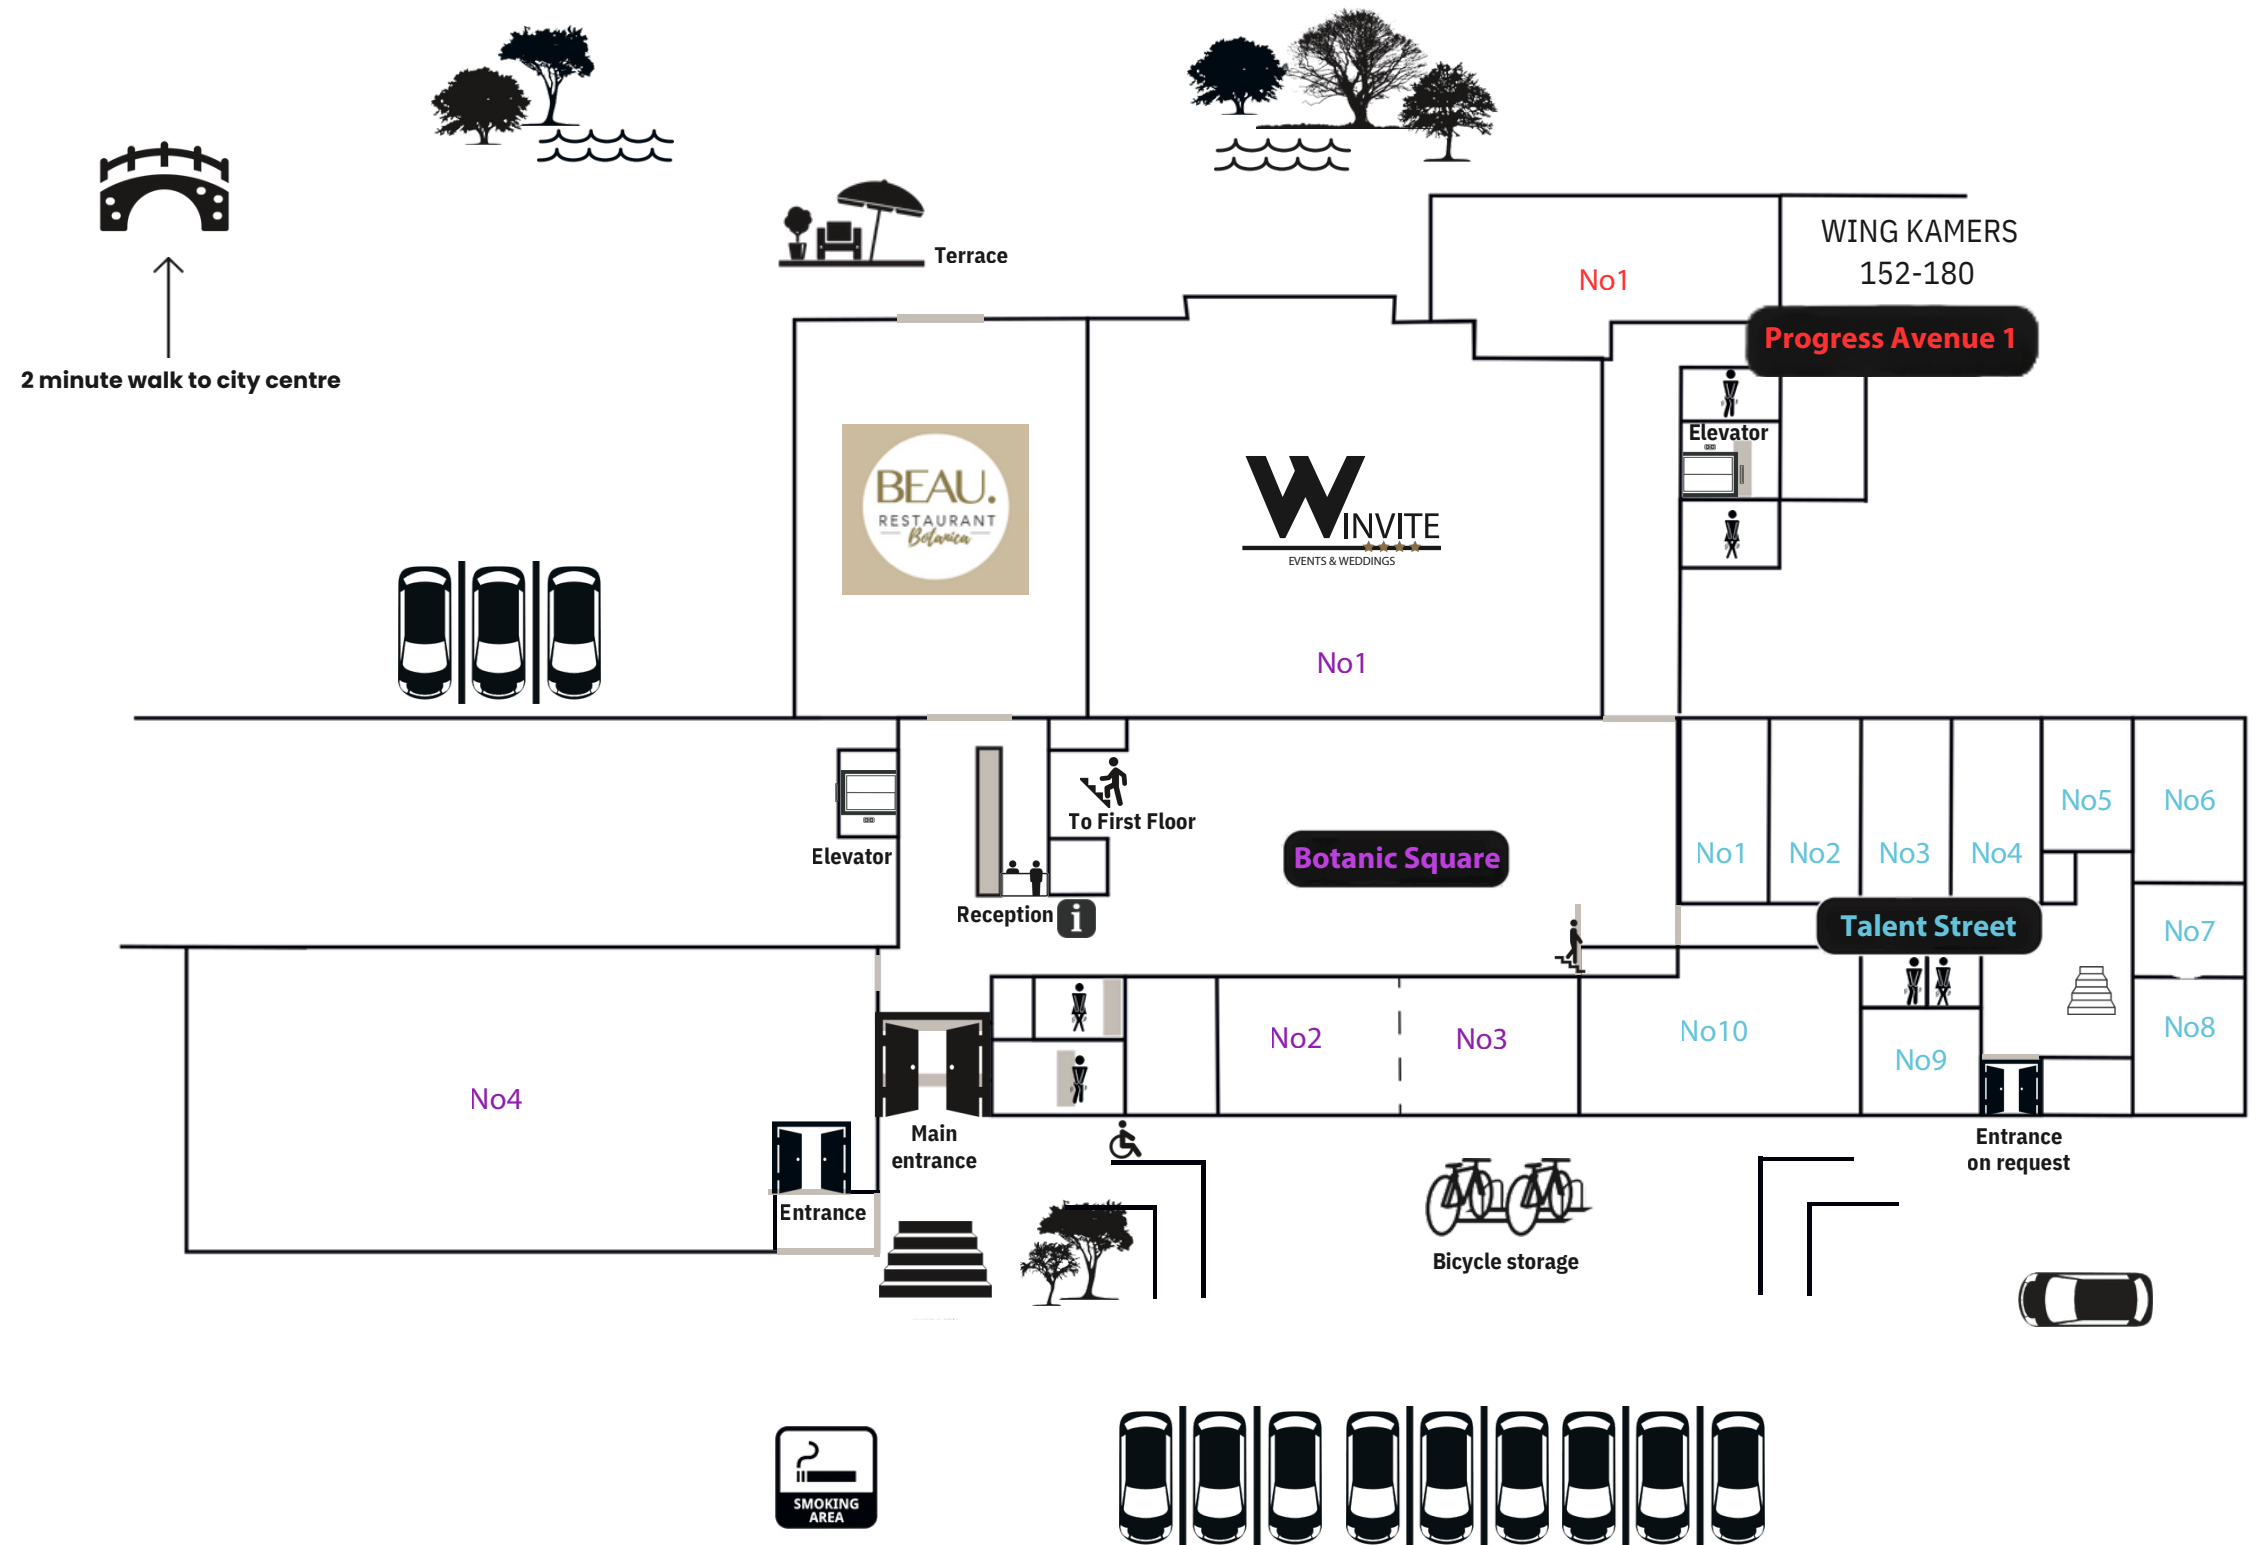 Terrace
WING KAMERS
152-180
No1
Progress Avenue 1
2 minute walk to city centre
Elevator
BEAU.
RESTAURANT
Botanica
WINVITE
EVENTS & WEDDINGS
No1
Elevator
To First Floor
Reception
i
Botanic Square
No1
No2
No3
No4
No5
No6
Talent Street
No7
No8
No9
No10
No2
No3
No4
Main
entrance
Entrance
Entrance
on request
Bicycle storage
SMOKING
AREA